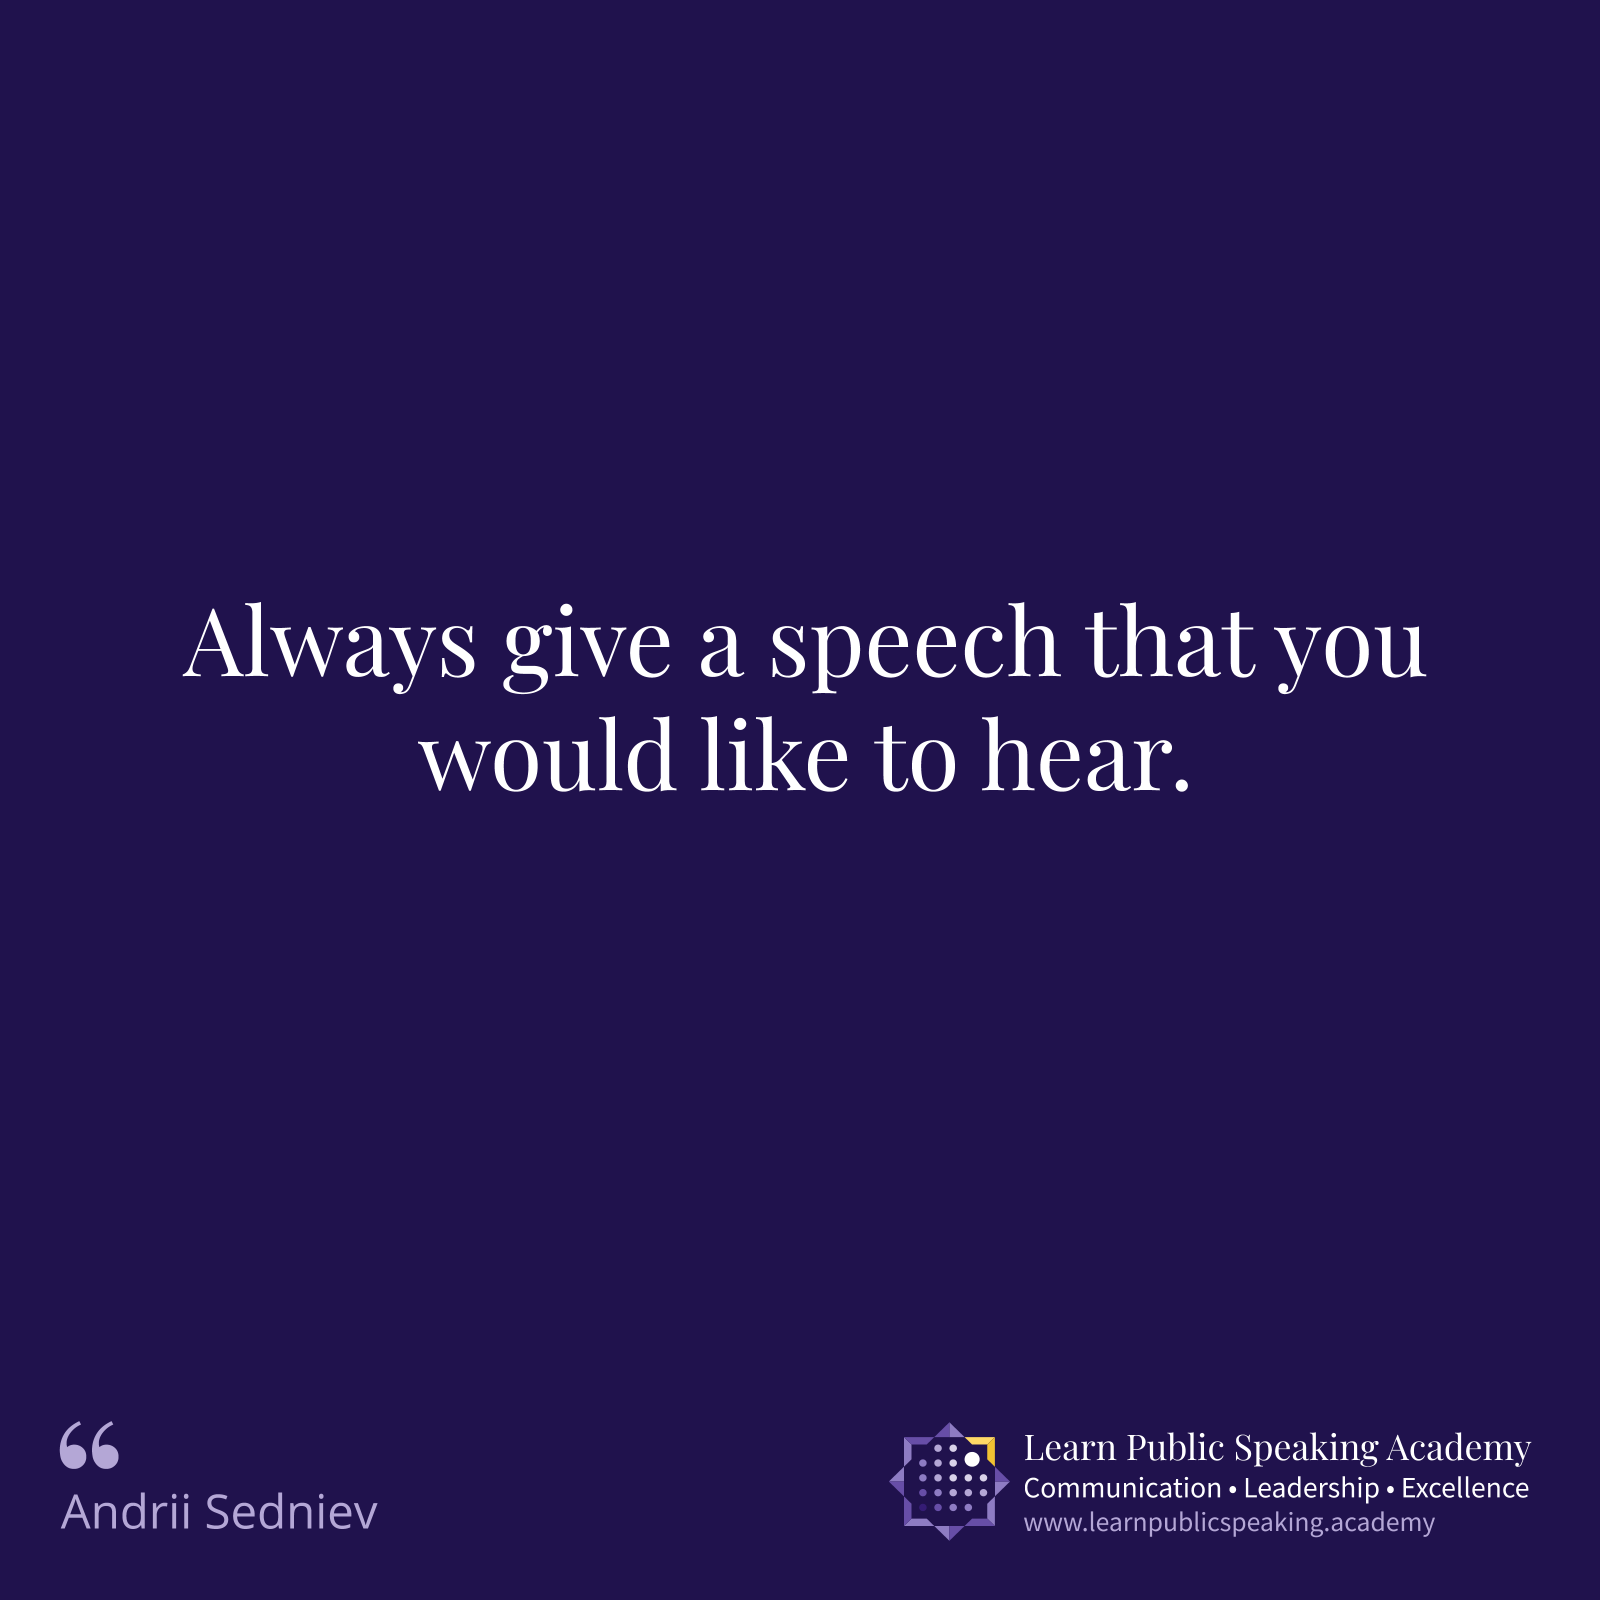 Always give a speech that you
would like to hear.
“
Andrii Sedniev
Learn Public Speaking Academy
Communication • Leadership • Excellence
www.learnpublicspeaking.academy